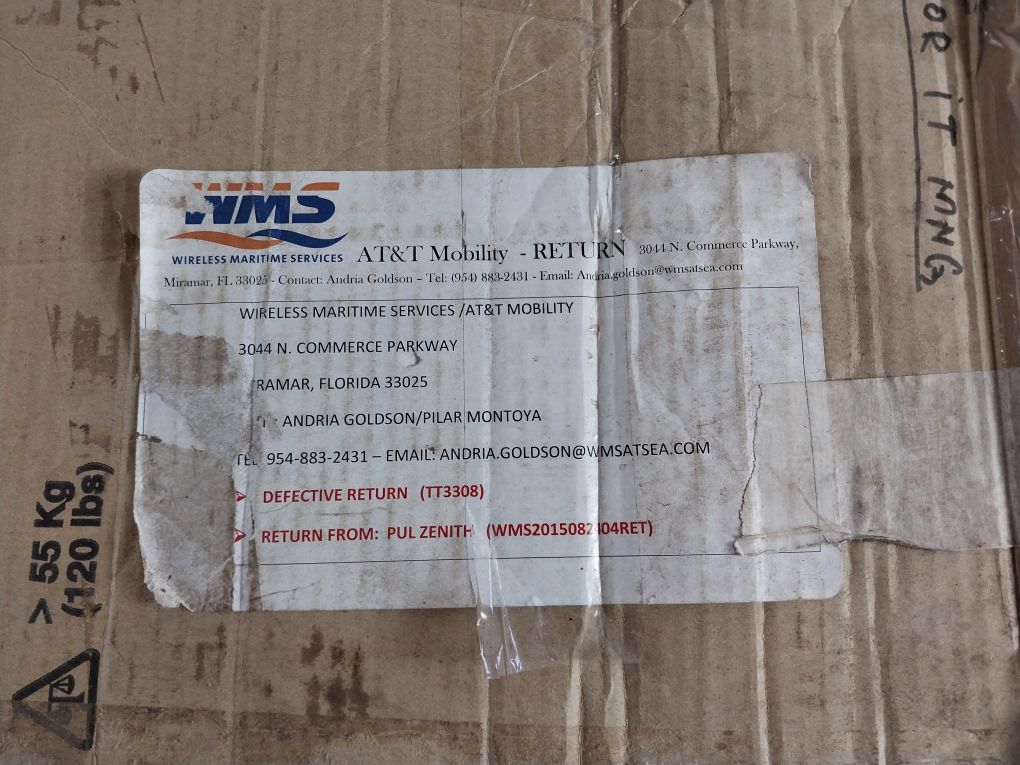 OR IT MNG
WMS
WIRELESS MARITIME SERVICES
AT&T Mobility - RETURN 3044 N. Commerce Parkway,
Miramar, FL 33025 - Contact: Andria Goldson – Tel: (954) 883-2431 - Email: Andria.goldson@wmsatsea.com
WIRELESS MARITIME SERVICES /AT&T MOBILITY
3044 N. COMMERCE PARKWAY
RAMAR, FLORIDA 33025
ANDRIA GOLDSON/PILAR MONTOYA
TEL 954-883-2431 – EMAIL: ANDRIA.GOLDSON@WMSATSEA.COM
➢ DEFECTIVE RETURN (TT3308)
➢ RETURN FROM: PUL ZENITH (WMS2015082404RET)
> 55 Kg
(120 lbs)